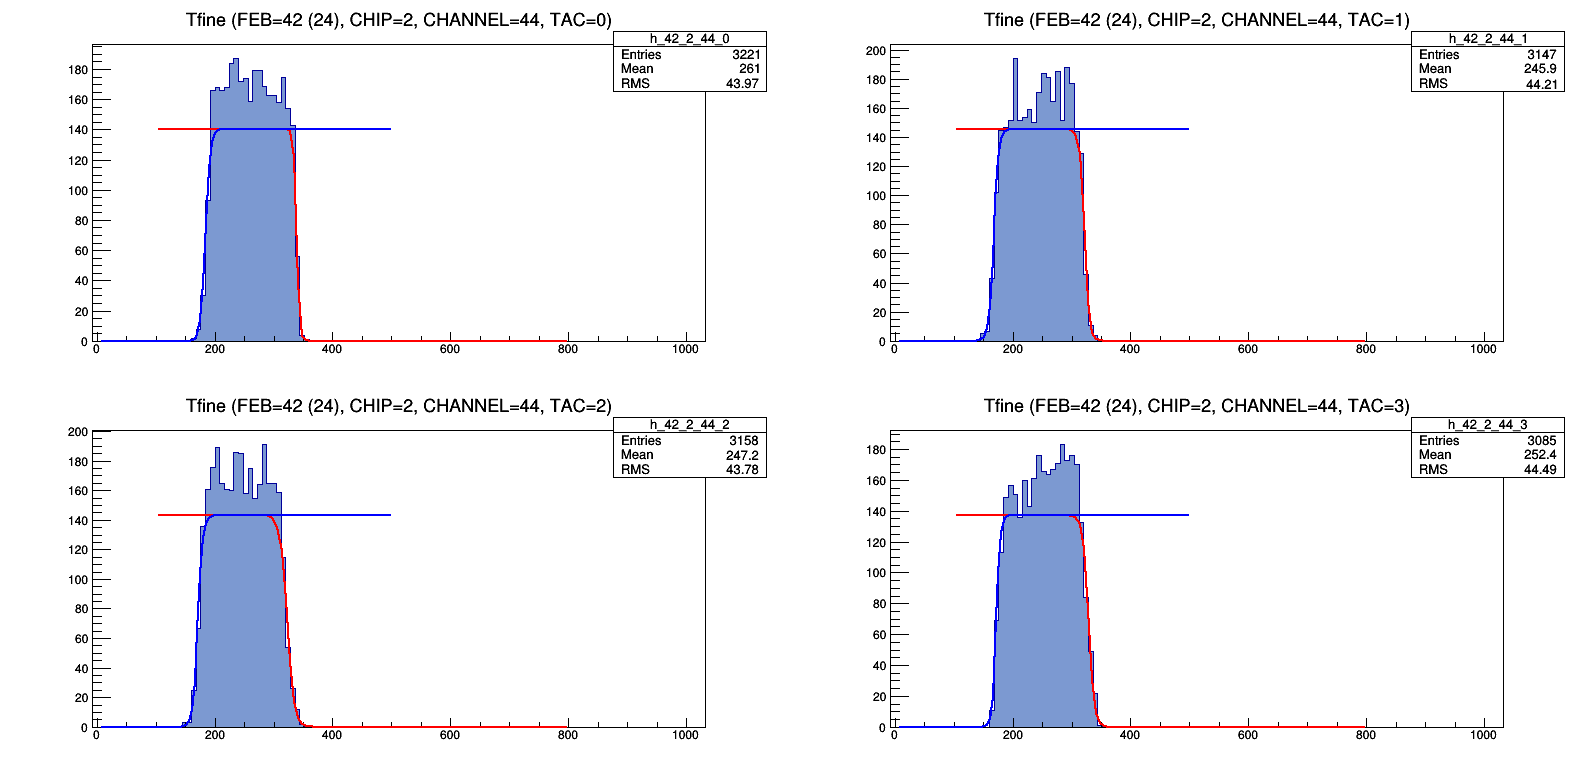 Tfine (FEB=42 (24), CHIP=2, CHANNEL=44, TAC=0)
h_42_2_44_0
Entries 3221
Mean 261
RMS 43.97
180
160
140
120
100
80
60
40
20
0
0 200 400 600 800 1000
Tfine (FEB=42 (24), CHIP=2, CHANNEL=44, TAC=1)
h_42_2_44_1
Entries 3147
Mean 245.9
RMS 44.21
200
180
160
140
120
100
80
60
40
20
0
0 200 400 600 800 1000
Tfine (FEB=42 (24), CHIP=2, CHANNEL=44, TAC=2)
h_42_2_44_2
Entries 3158
Mean 247.2
RMS 43.78
200
180
160
140
120
100
80
60
40
20
0
0 200 400 600 800 1000
Tfine (FEB=42 (24), CHIP=2, CHANNEL=44, TAC=3)
h_42_2_44_3
Entries 3085
Mean 252.4
RMS 44.49
180
160
140
120
100
80
60
40
20
0
0 200 400 600 800 1000